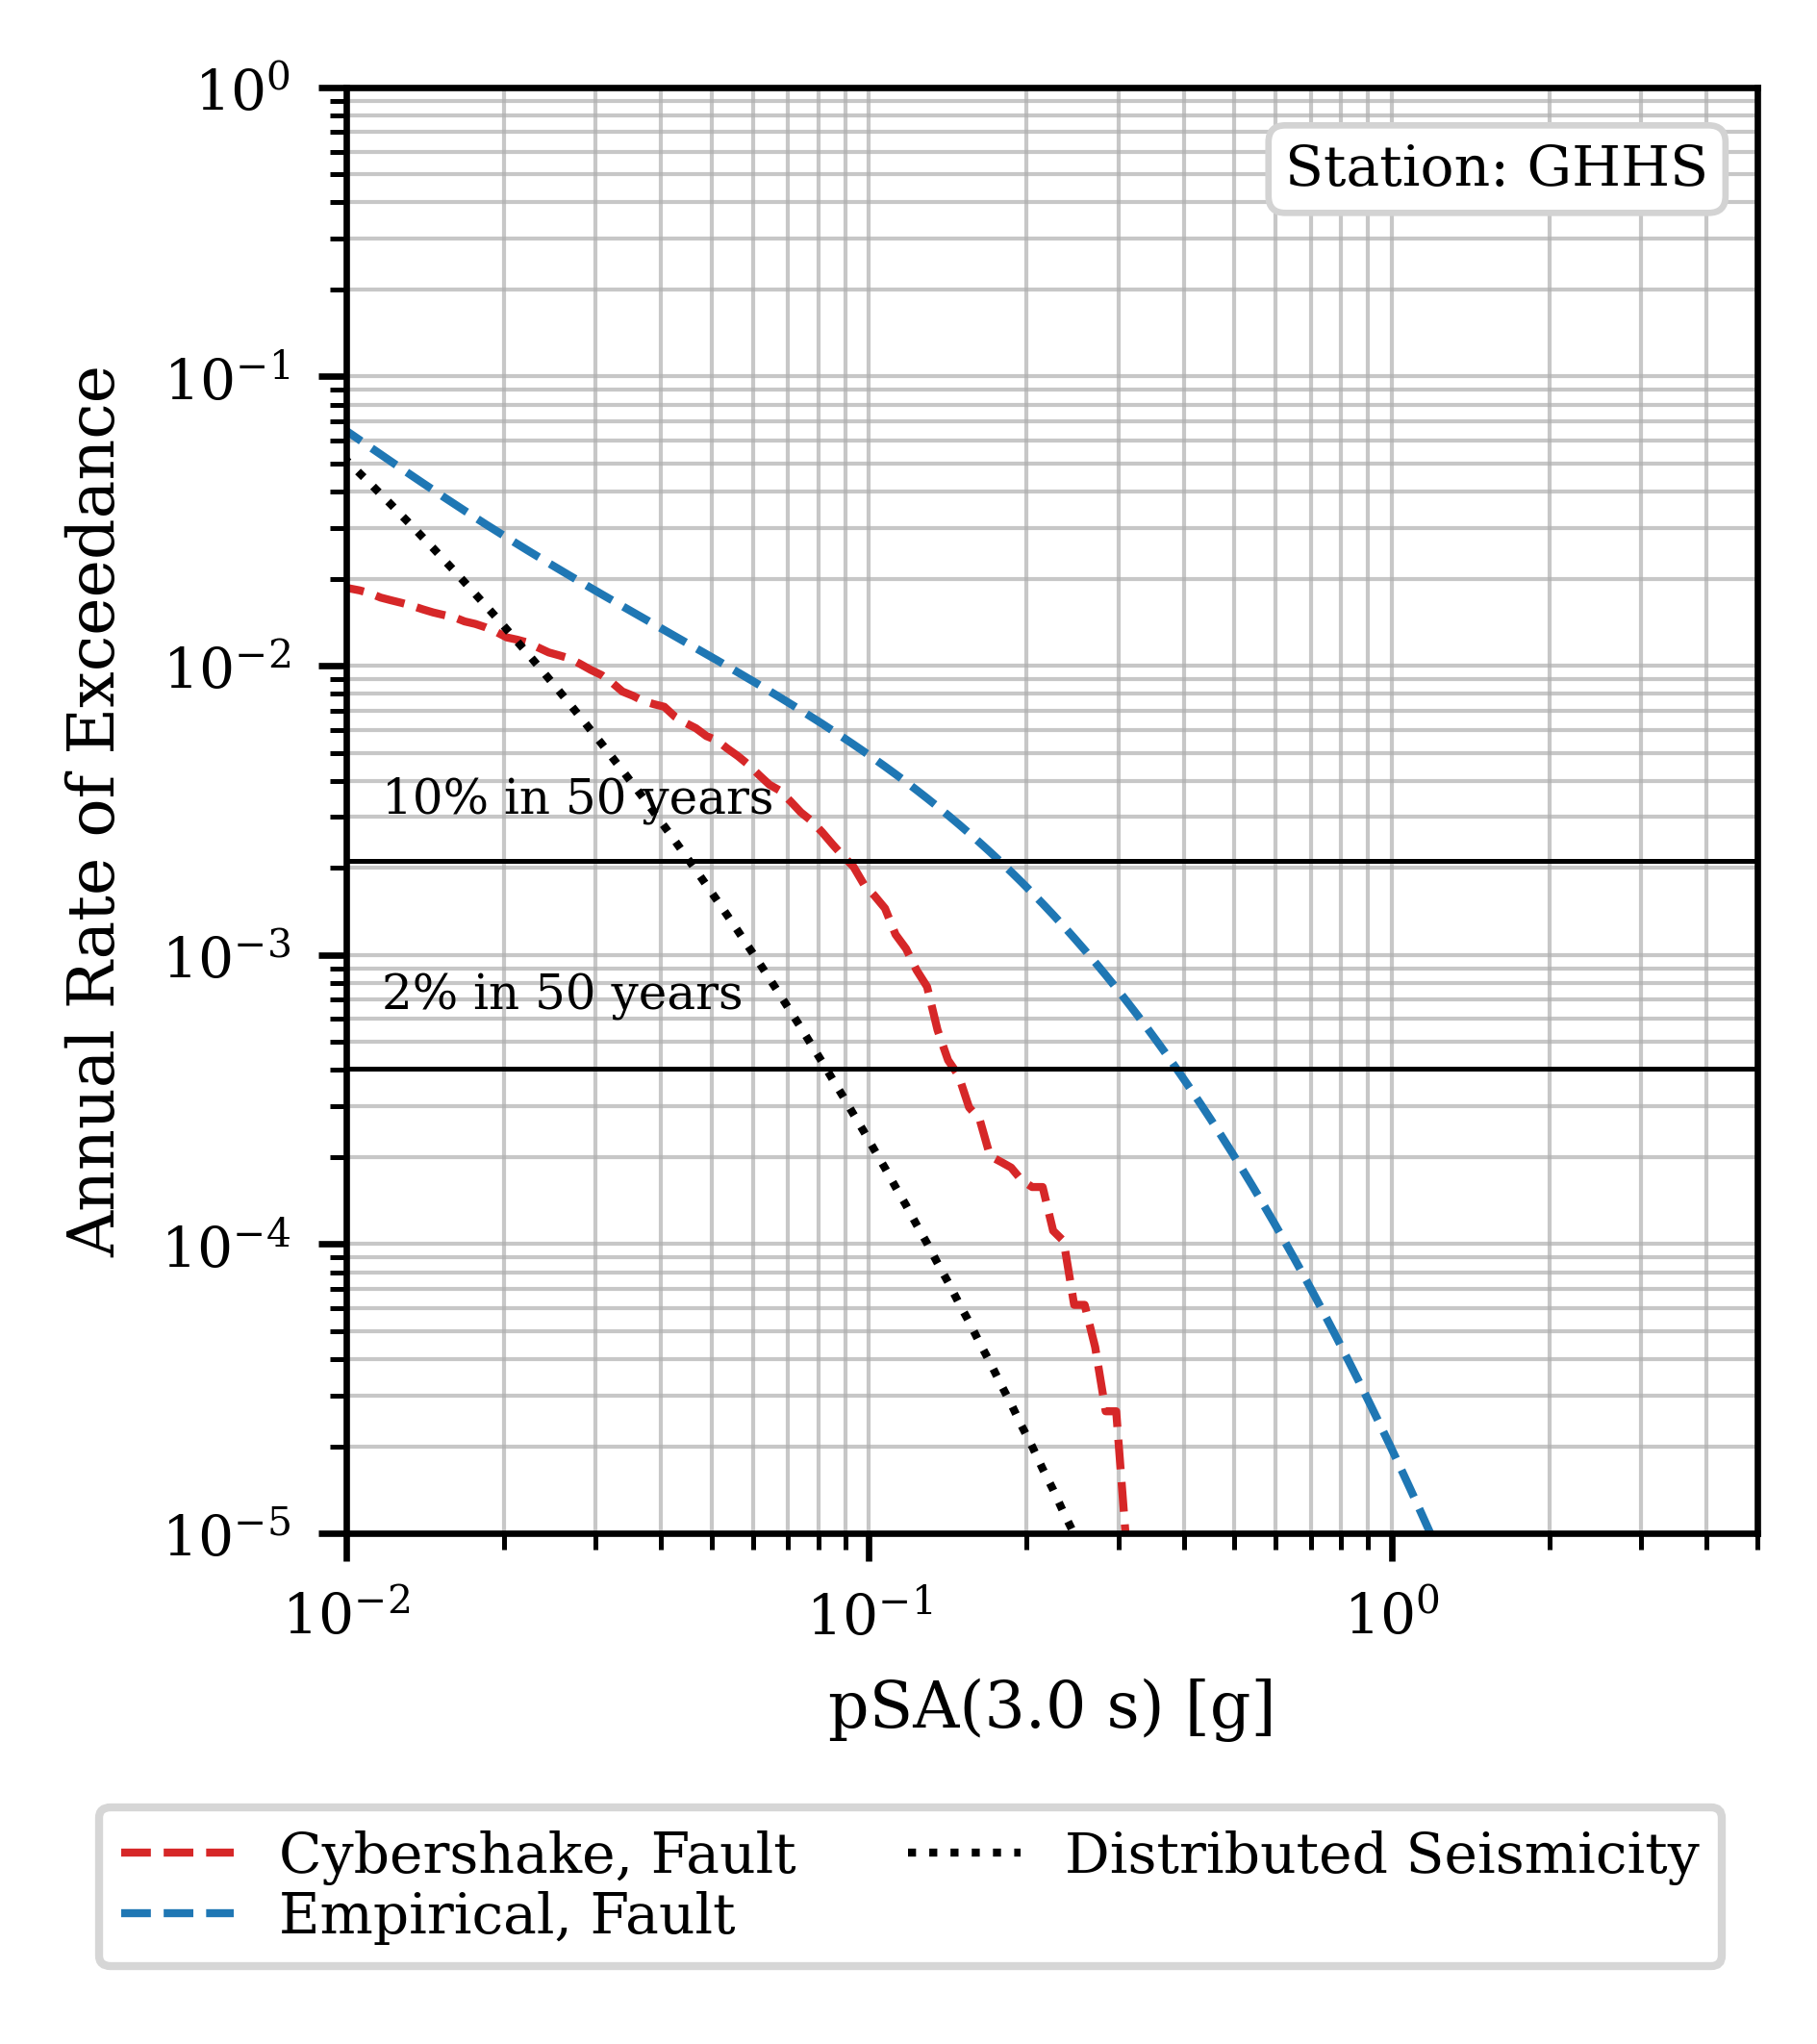 Station: GHHS
10⁰
10⁻¹
10⁻²
10⁻³
10⁻⁴
10⁻⁵
Annual Rate of Exceedance
10% in 50 years
2% in 50 years
10⁻²
10⁻¹
10⁰
pSA(3.0 s) [g]
Cybershake, Fault
Empirical, Fault
Distributed Seismicity